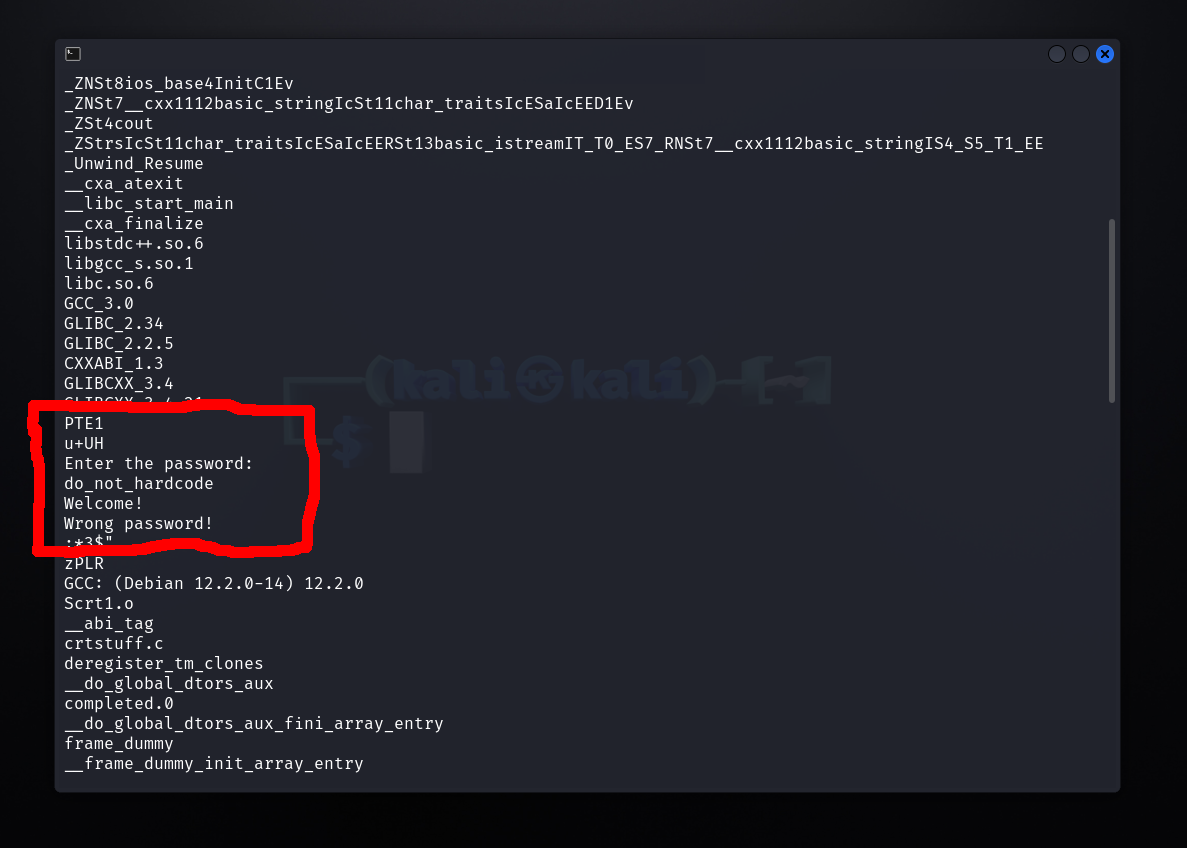 _ZNSt8ios_base4InitC1Ev
_ZNSt7__cxx1112basic_stringIcSt11char_traitsIcESaIcEED1Ev
_ZSt4cout
_ZStrsIcSt11char_traitsIcESaIcEERSt13basic_istreamIT_T0_ES7_RNSt7__cxx1112basic_stringIS4_S5_T1_EE
_Unwind_Resume
__cxa_atexit
__libc_start_main
__cxa_finalize
libstdc++.so.6
libgcc_s.so.1
libc.so.6
GCC_3.0
GLIBC_2.34
GLIBC_2.2.5
CXXABI_1.3
GLIBCXX_3.4
GLIBCXX_3.4.21
PTE1
u+UH
Enter the password:
do_not_hardcode
Welcome!
Wrong password!
:*3$"
zPLR
GCC: (Debian 12.2.0-14) 12.2.0
Scrt1.o
__abi_tag
crtstuff.c
deregister_tm_clones
__do_global_dtors_aux
completed.0
__do_global_dtors_aux_fini_array_entry
frame_dummy
__frame_dummy_init_array_entry
(kali㉿kali)-[~]
$